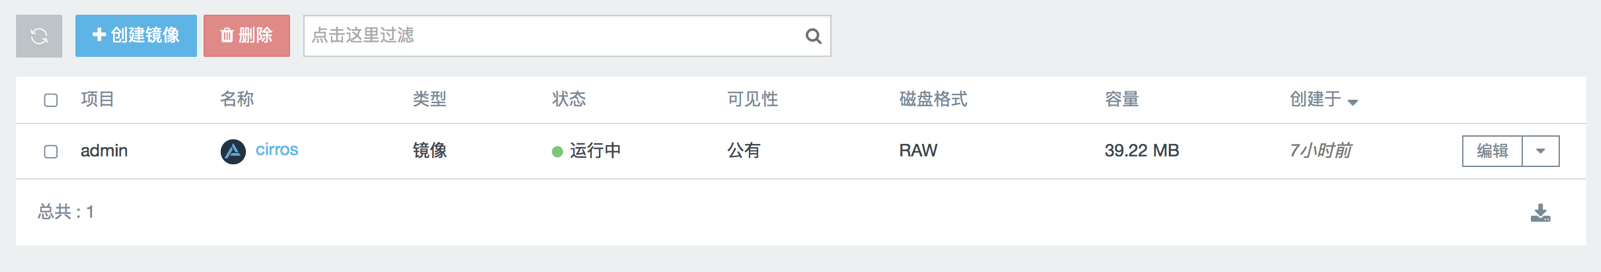 创建镜像 删除 点击这里过滤
项目 名称 类型 状态 可见性 磁盘格式 容量 创建于
admin cirros 镜像 运行中 公有 RAW 39.22 MB 7小时前 编辑
总共 : 1